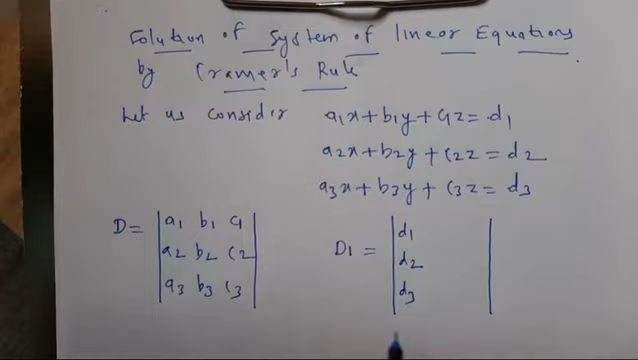 Solution of System of linear Equations
by Cramer's Rule
Let us consider a1x+b1y+c1z=d1
a2x+b2y+c2z=d2
a3x+b3y+c3z=d3
D= |a1 b1 c1| D1 = |d1 |
|a2 b2 c2| |d2 |
|a3 b3 c3| |d3 |